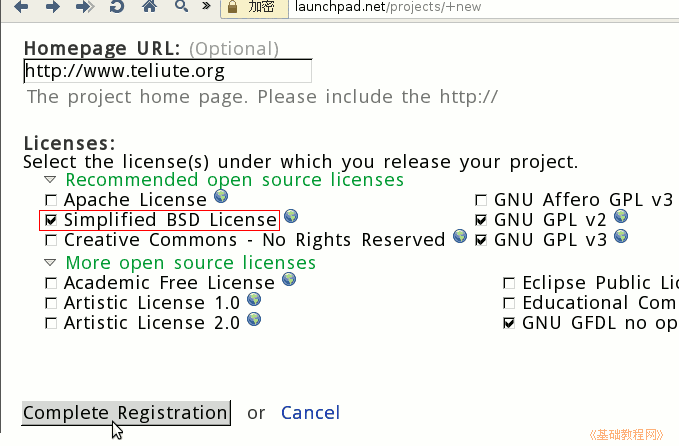 » 加密 launchpad.net/projects/+new
Homepage URL: (Optional)
http://www.teliute.org
The project home page. Please include the http://
Licenses:
Select the license(s) under which you release your project.
Recommended open source licenses
Apache License GNU Affero GPL v3
Simplified BSD License GNU GPL v2
Creative Commons - No Rights Reserved GNU GPL v3
More open source licenses
Academic Free License Eclipse Public Lic
Artistic License 1.0 Educational Com
Artistic License 2.0 GNU GFDL no op
Complete Registration or Cancel
《基础教程网》